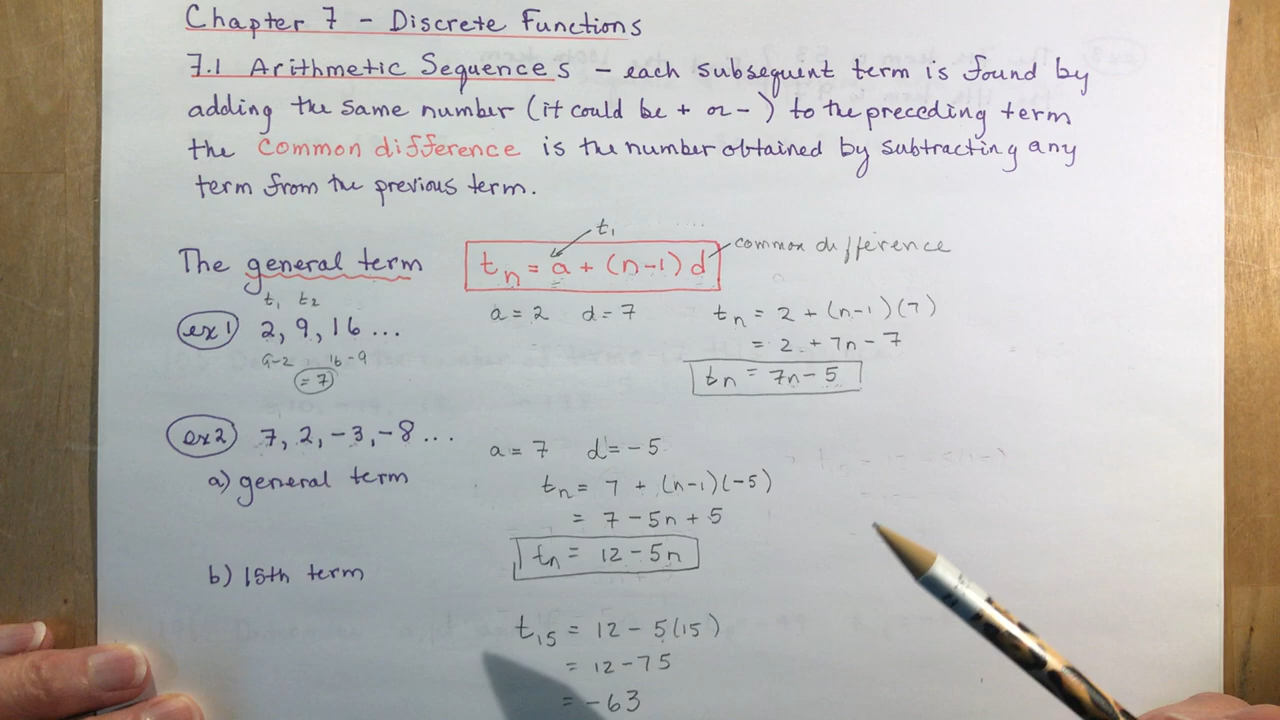 Chapter 7 - Discrete Functions
7.1 Arithmetic Sequences - each subsequent term is found by
adding the same number (it could be + or -) to the preceding term
the common difference is the number obtained by subtracting any
term from the previous term.
t₁
The general term tₙ = a + (n-1) d common difference
t₁ t₂
ex1 2, 9, 16 ... a = 2 d = 7 tₙ = 2 + (n-1)(7)
9-2 16-9 = 2 + 7n - 7
= 7 tₙ = 7n - 5
ex2 7, 2, -3, -8 ... a = 7 d = -5
a) general term tₙ = 7 + (n-1)(-5)
= 7 - 5n + 5
tₙ = 12 - 5n
b) 15th term
t₁₅ = 12 - 5(15)
= 12 - 75
= -63